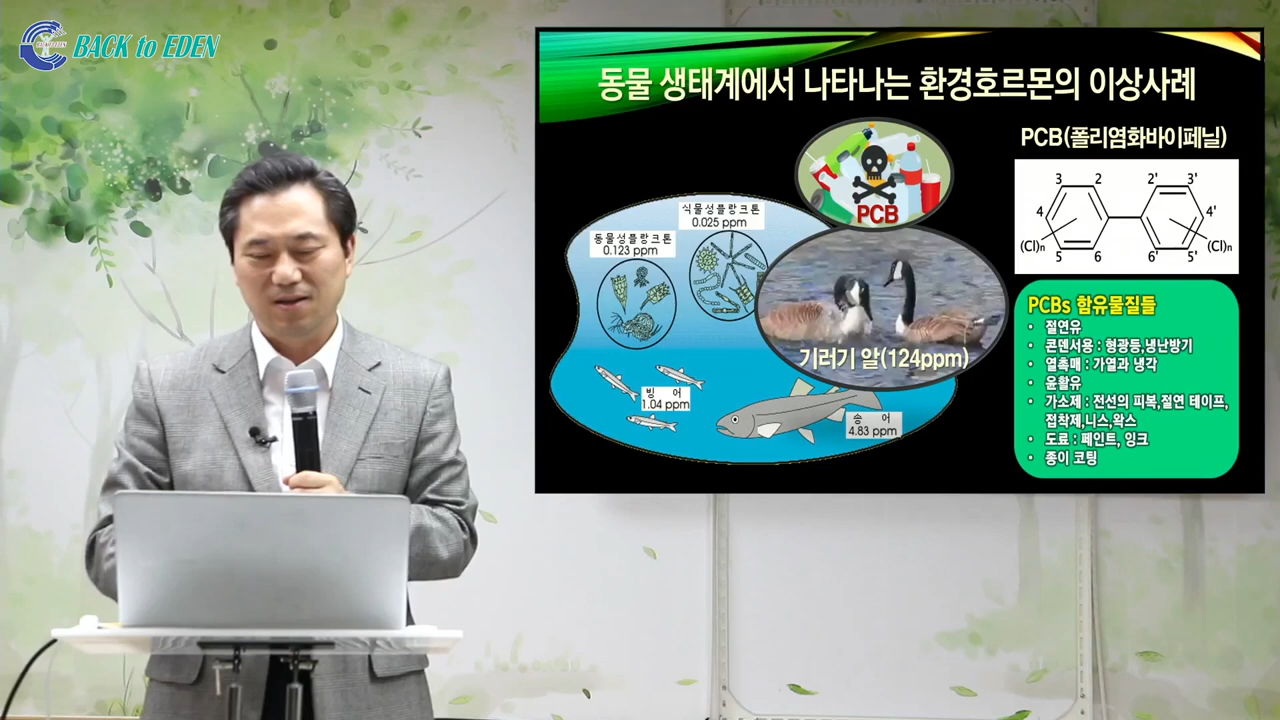 BACK to EDEN
동물 생태계에서 나타나는 환경호르몬의 이상사례
PCB(폴리염화바이페닐)
PCB
식물성플랑크톤
0.025 ppm
동물성플랑크톤
0.123 ppm
3 2 2' 3'
4 4'
(Cl)n (Cl)n
5 6 6' 5'
기러기 알(124ppm)
빙 어
1.04 ppm
송 어
4.83 ppm
PCBs 함유물질들
• 절연유
• 콘덴서용 : 형광등,냉난방기
• 열촉매 : 가열과 냉각
• 윤활유
• 가소제 : 전선의 피복,절연 테이프,
접착제,니스,왁스
• 도료 : 페인트, 잉크
• 종이 코팅